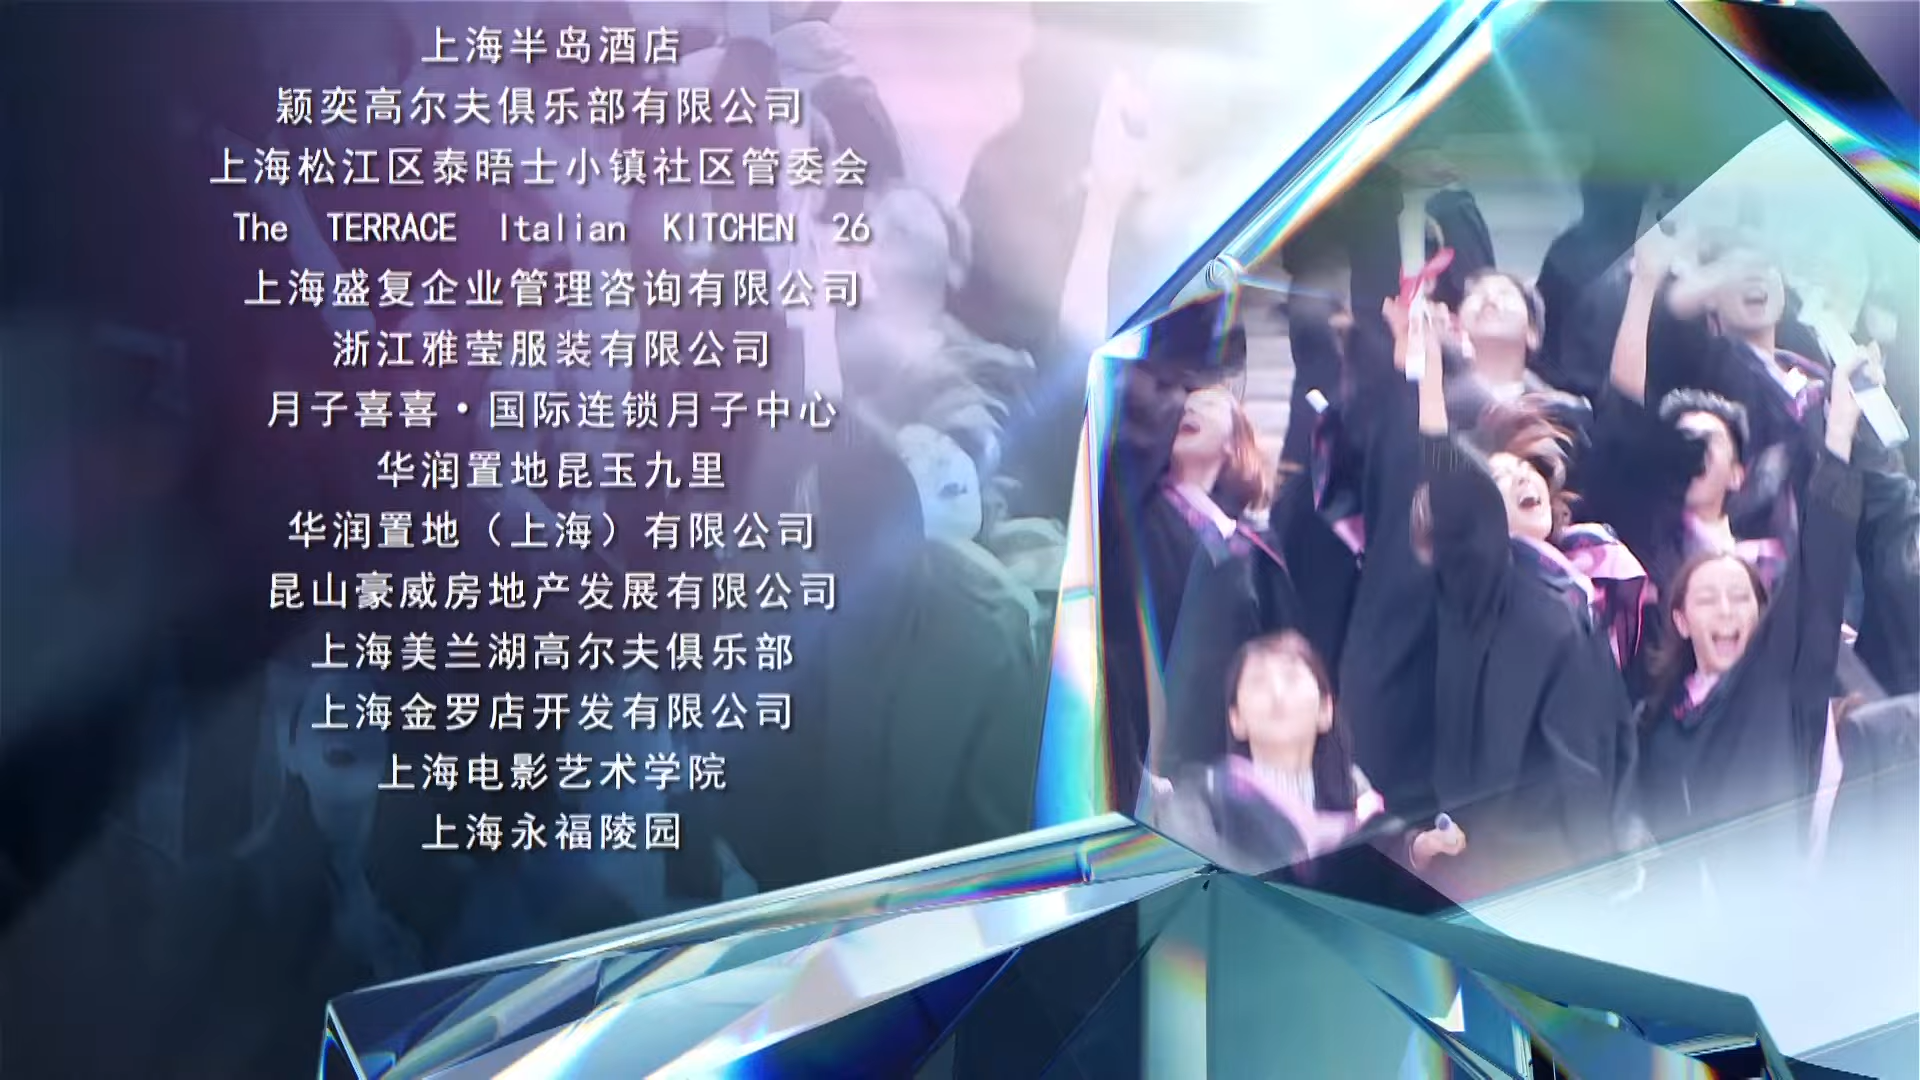 上海半岛酒店
颖奕高尔夫俱乐部有限公司
上海松江区泰晤士小镇社区管委会
The TERRACE Italian KITCHEN 26
上海盛复企业管理咨询有限公司
浙江雅莹服装有限公司
月子喜喜·国际连锁月子中心
华润置地昆玉九里
华润置地（上海）有限公司
昆山豪威房地产发展有限公司
上海美兰湖高尔夫俱乐部
上海金罗店开发有限公司
上海电影艺术学院
上海永福陵园